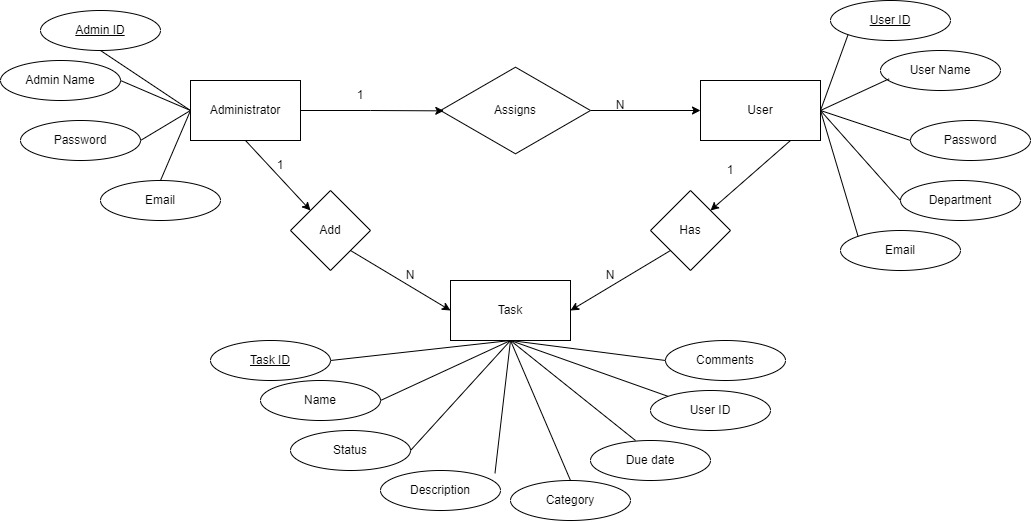 Admin ID
User ID
Admin Name
User Name
1
Administrator
Assigns
N
User
Password
Password
1
1
Email
Department
Add
Has
Email
N
N
Task
Task ID
Comments
Name
User ID
Status
Due date
Description
Category